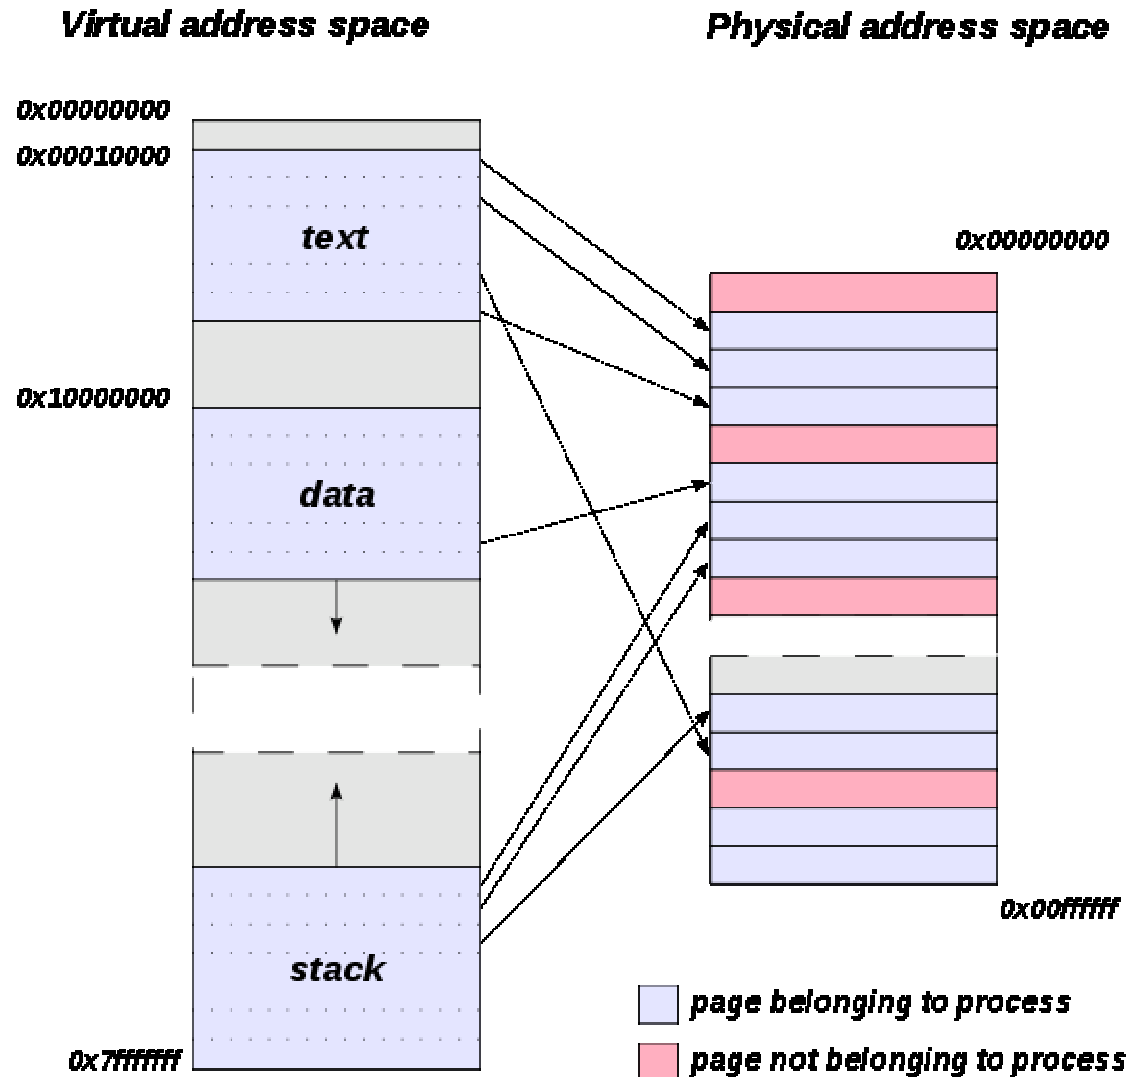 Virtual address space
Physical address space
0x00000000
0x00010000
text
0x00000000
0x10000000
data
stack
0x00ffffff
page belonging to process
0x7fffffff
page not belonging to process